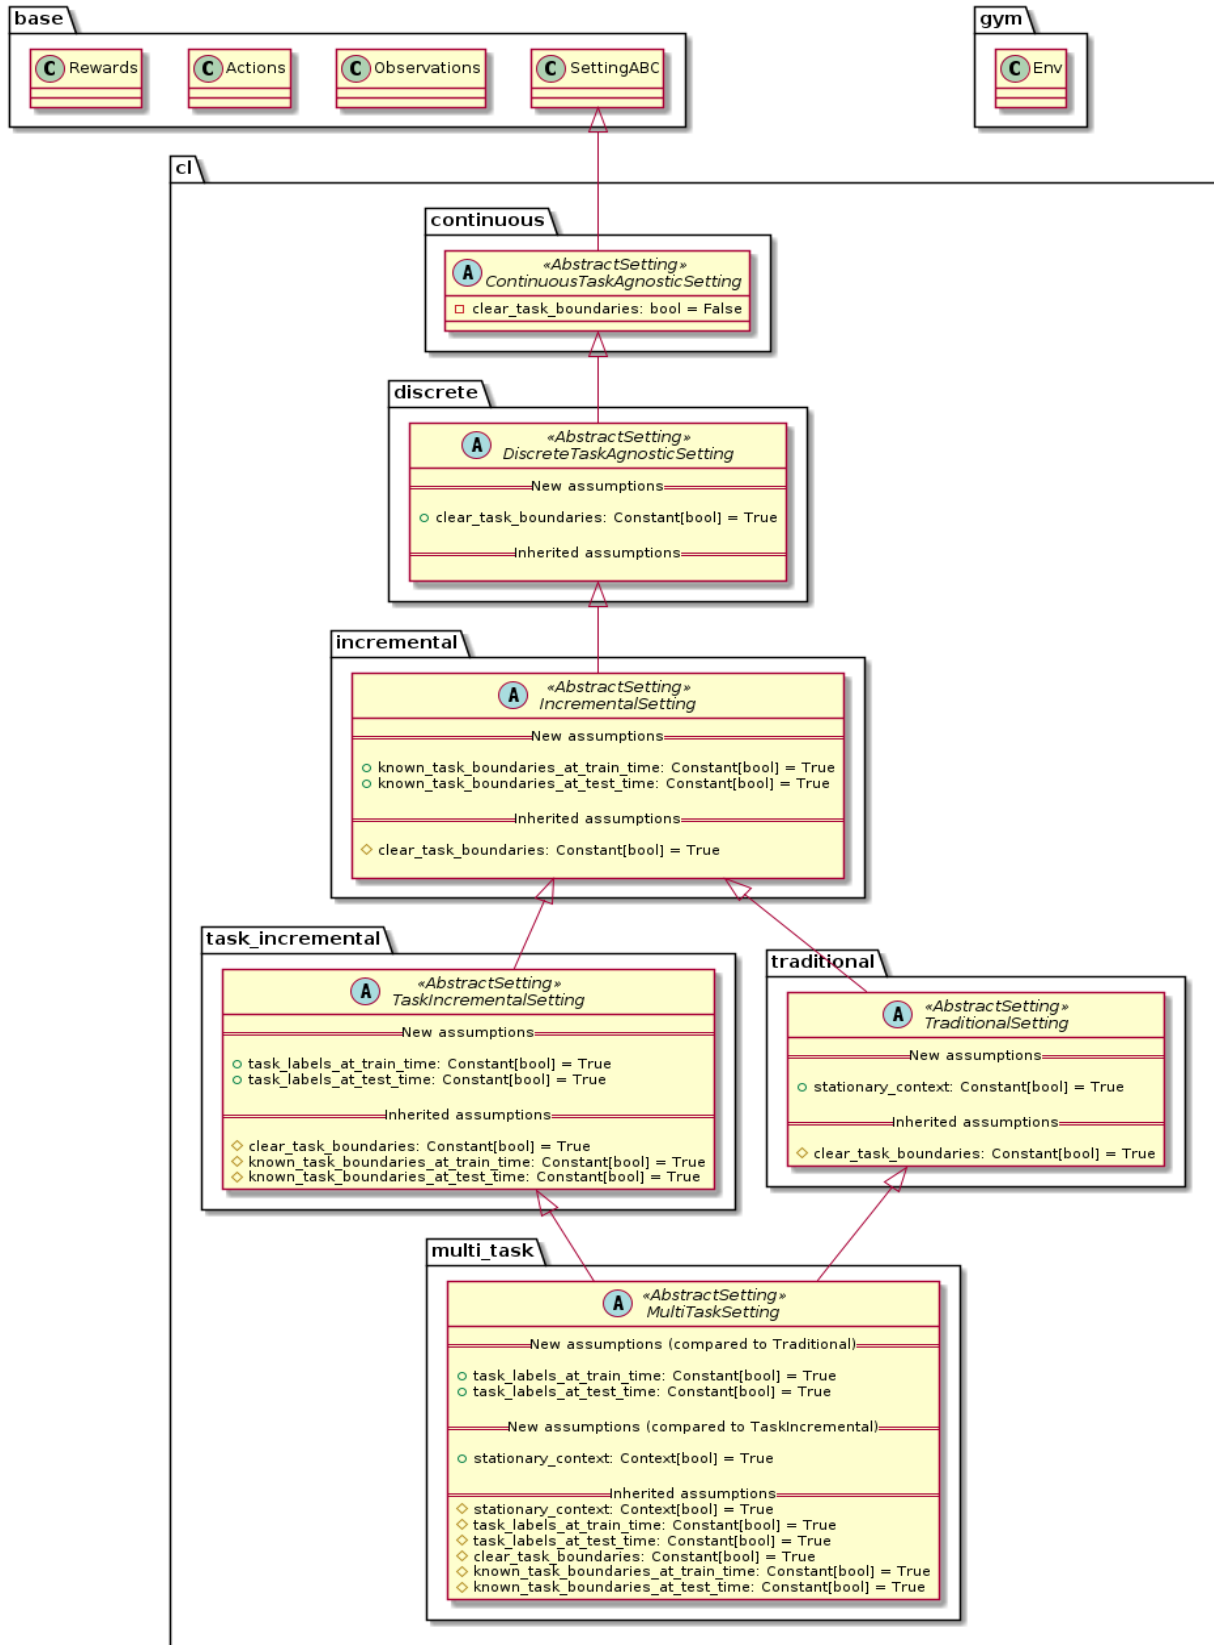 base
gym
C Rewards
C Actions
C Observations
C SettingABC
C Env
cl
continuous
A «AbstractSetting»
ContinuousTaskAgnosticSetting
clear_task_boundaries: bool = False
discrete
A «AbstractSetting»
DiscreteTaskAgnosticSetting
New assumptions
clear_task_boundaries: Constant[bool] = True
Inherited assumptions
incremental
A «AbstractSetting»
IncrementalSetting
New assumptions
known_task_boundaries_at_train_time: Constant[bool] = True
known_task_boundaries_at_test_time: Constant[bool] = True
Inherited assumptions
clear_task_boundaries: Constant[bool] = True
task_incremental
A «AbstractSetting»
TaskIncrementalSetting
New assumptions
task_labels_at_train_time: Constant[bool] = True
task_labels_at_test_time: Constant[bool] = True
Inherited assumptions
clear_task_boundaries: Constant[bool] = True
known_task_boundaries_at_train_time: Constant[bool] = True
known_task_boundaries_at_test_time: Constant[bool] = True
traditional
A «AbstractSetting»
TraditionalSetting
New assumptions
stationary_context: Constant[bool] = True
Inherited assumptions
clear_task_boundaries: Constant[bool] = True
multi_task
A «AbstractSetting»
MultiTaskSetting
New assumptions (compared to Traditional)
task_labels_at_train_time: Constant[bool] = True
task_labels_at_test_time: Constant[bool] = True
New assumptions (compared to TaskIncremental)
stationary_context: Context[bool] = True
Inherited assumptions
stationary_context: Context[bool] = True
task_labels_at_train_time: Constant[bool] = True
task_labels_at_test_time: Constant[bool] = True
clear_task_boundaries: Constant[bool] = True
known_task_boundaries_at_train_time: Constant[bool] = True
known_task_boundaries_at_test_time: Constant[bool] = True